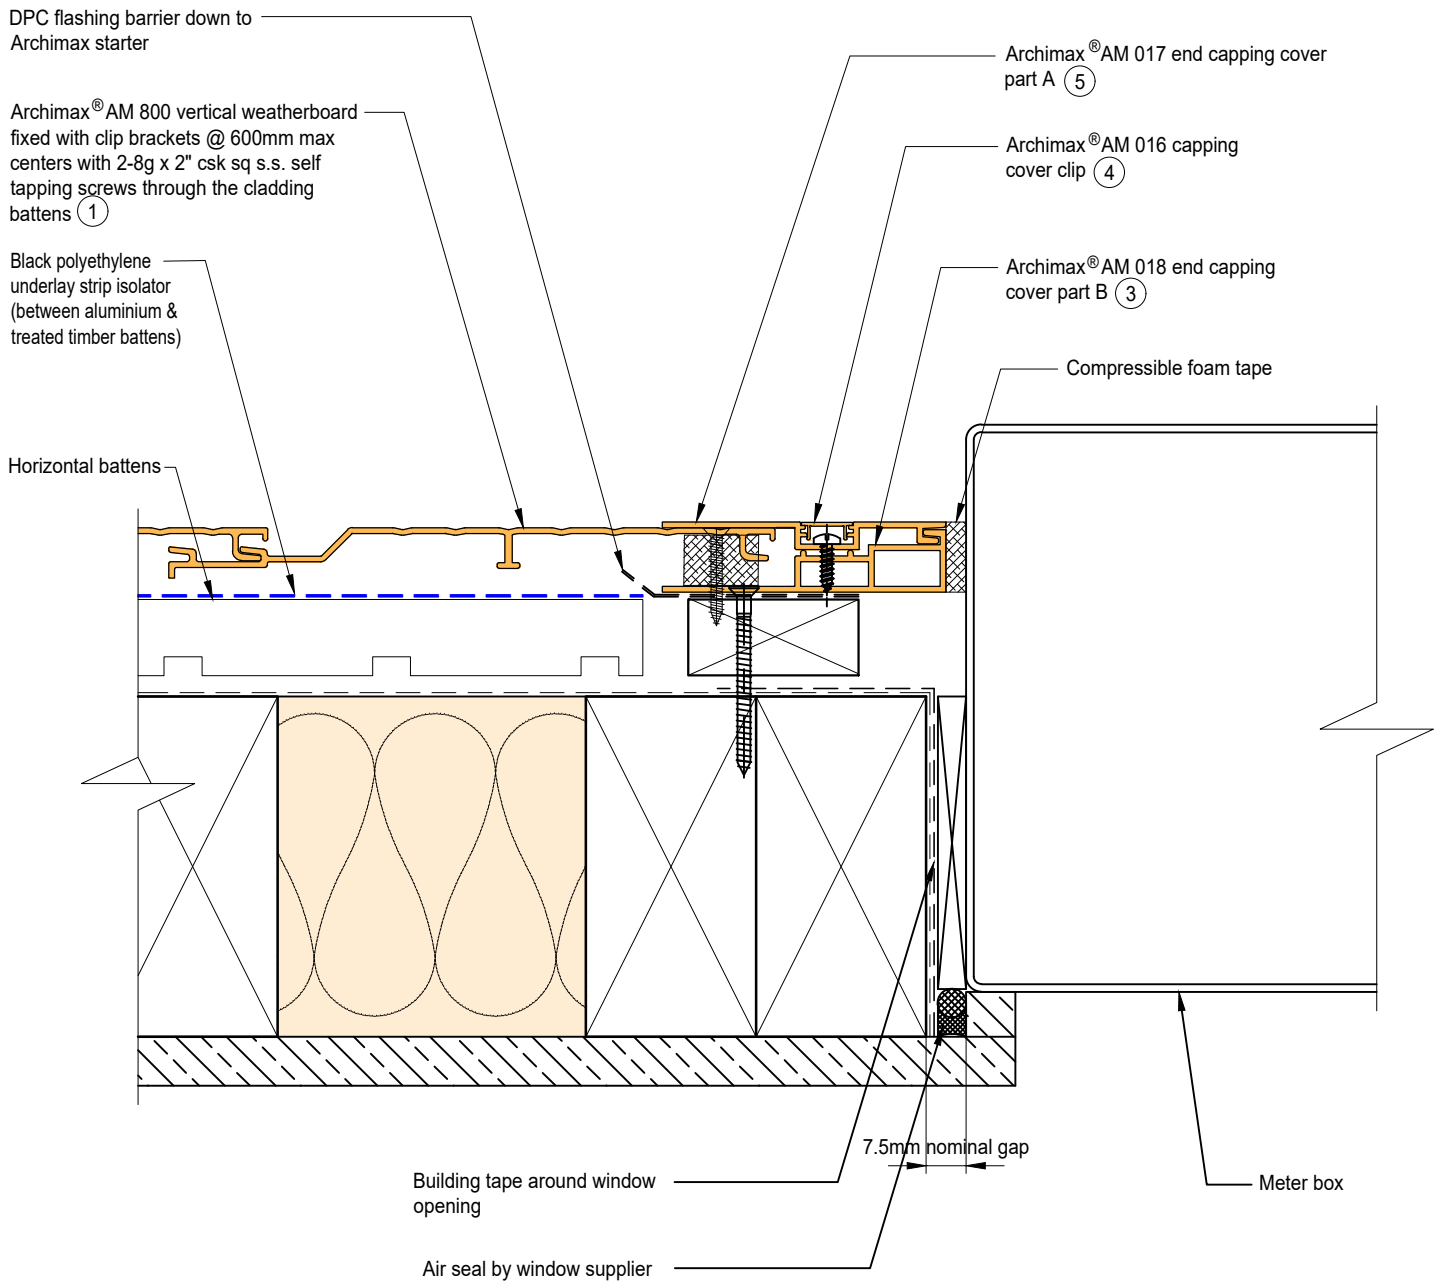 DPC flashing barrier down to
Archimax starter
Archimax® AM 800 vertical weatherboard
fixed with clip brackets @ 600mm max
centers with 2-8g x 2" csk sq s.s. self
tapping screws through the cladding
battens 1
Black polyethylene
underlay strip isolator
(between aluminium &
treated timber battens)
Horizontal battens
Archimax® AM 017 end capping cover
part A 5
Archimax® AM 016 capping
cover clip 4
Archimax® AM 018 end capping
cover part B 3
Compressible foam tape
7.5mm nominal gap
Building tape around window
opening
Meter box
Air seal by window supplier